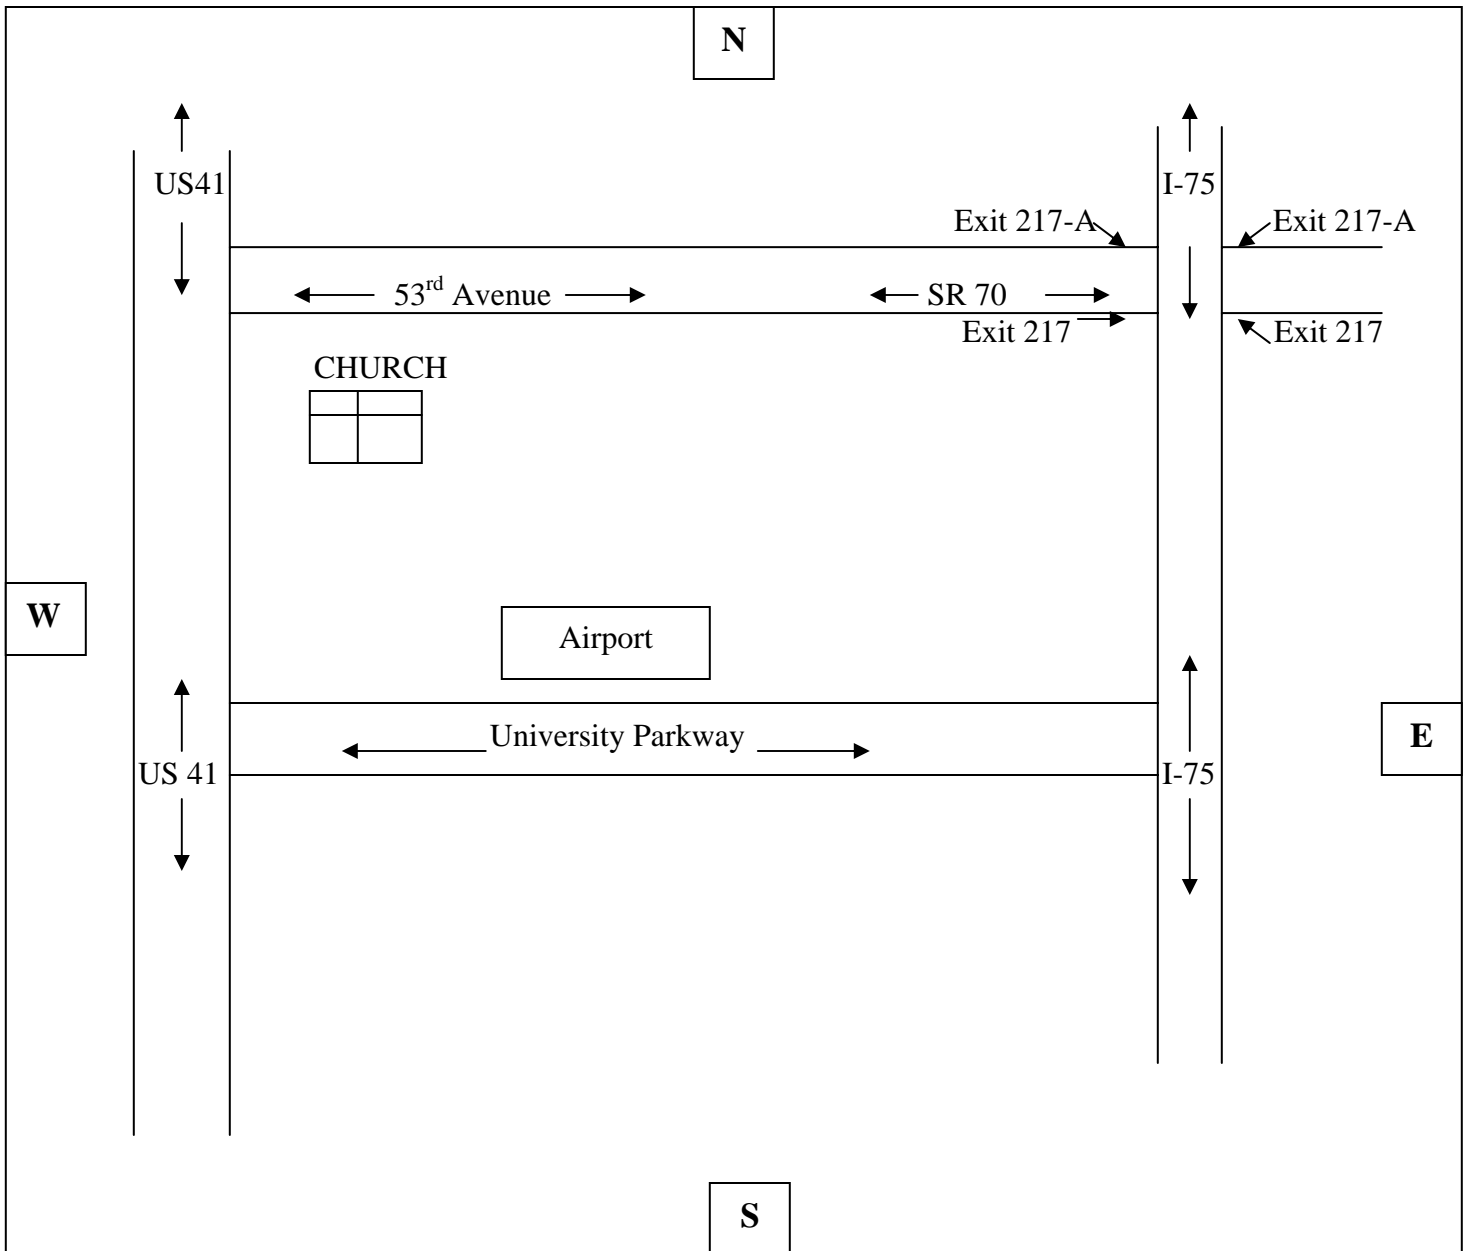 N
US41
I-75
Exit 217-A
Exit 217-A
53rd Avenue
SR 70
Exit 217
Exit 217
CHURCH
W
Airport
University Parkway
E
US 41
I-75
S